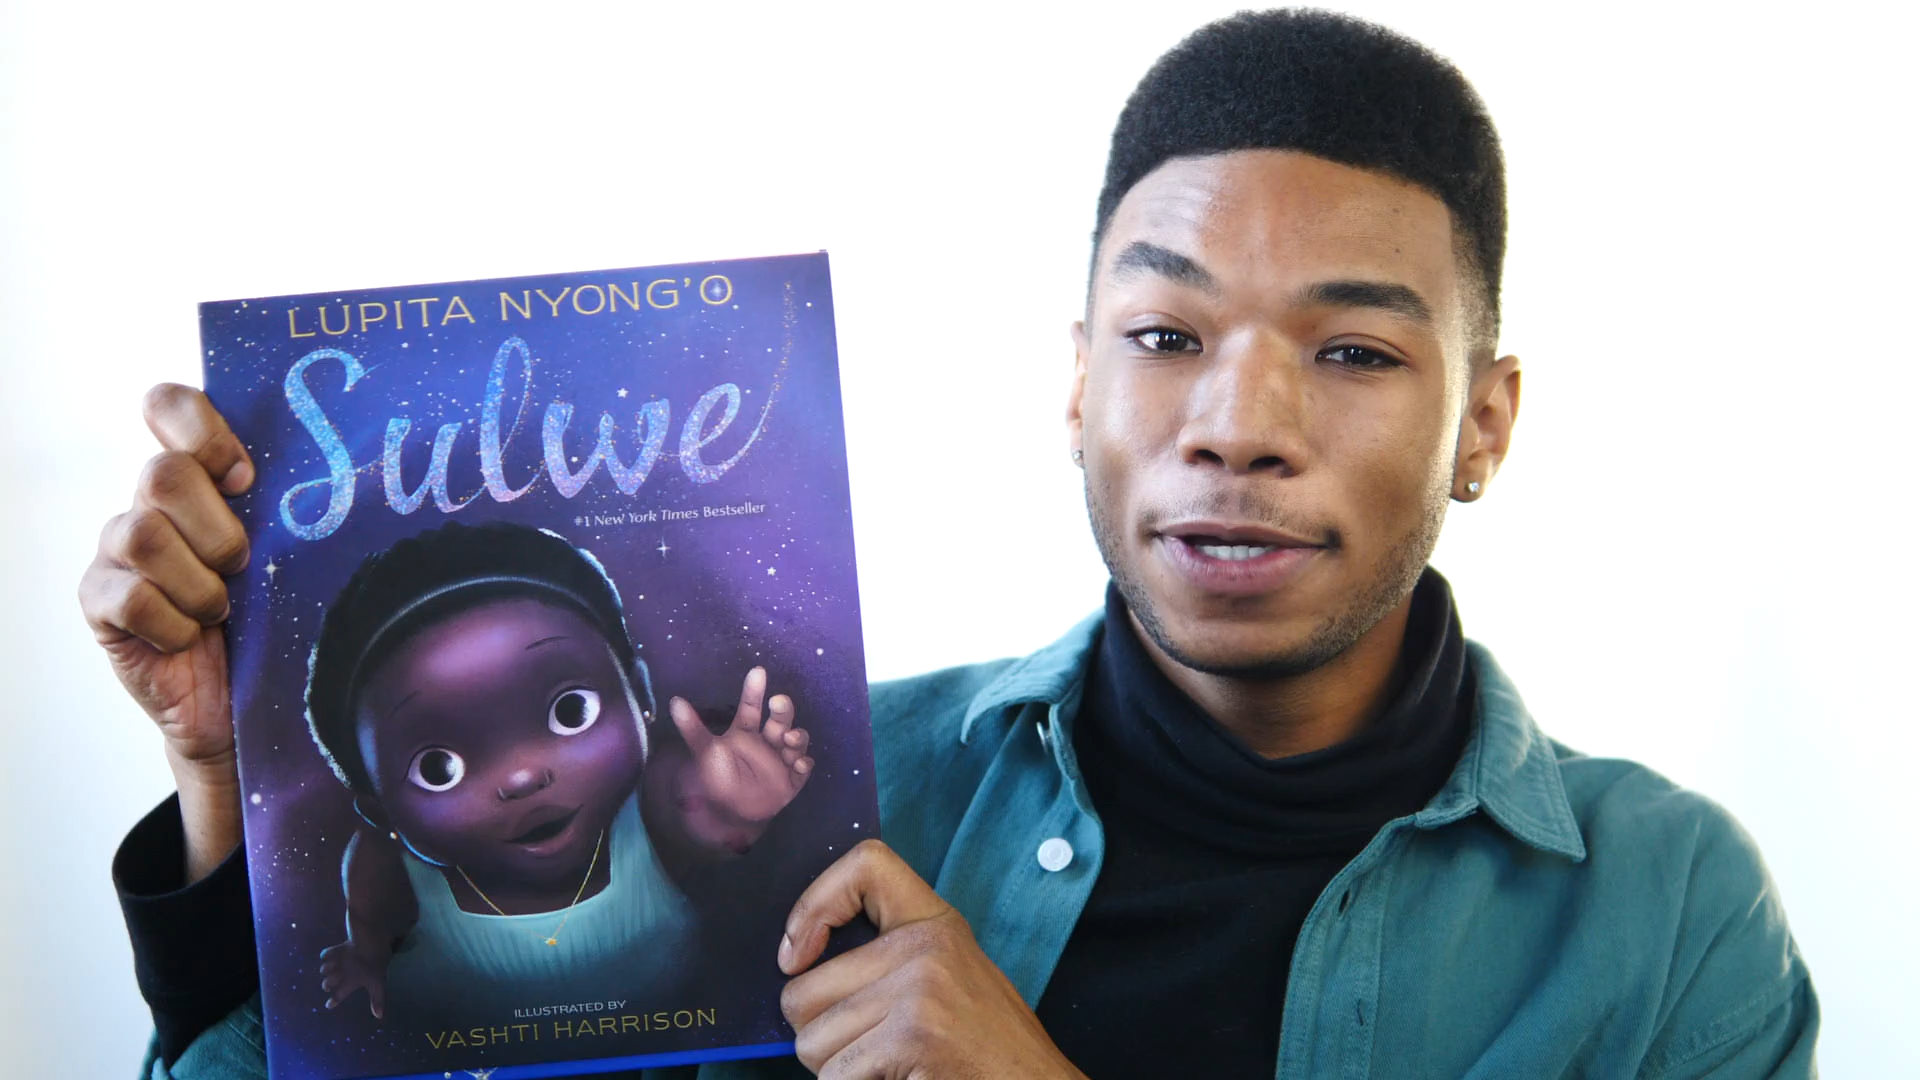 LUPITA NYONG'O
Sulwe
#1 New York Times Bestseller
ILLUSTRATED BY
VASHTI HARRISON